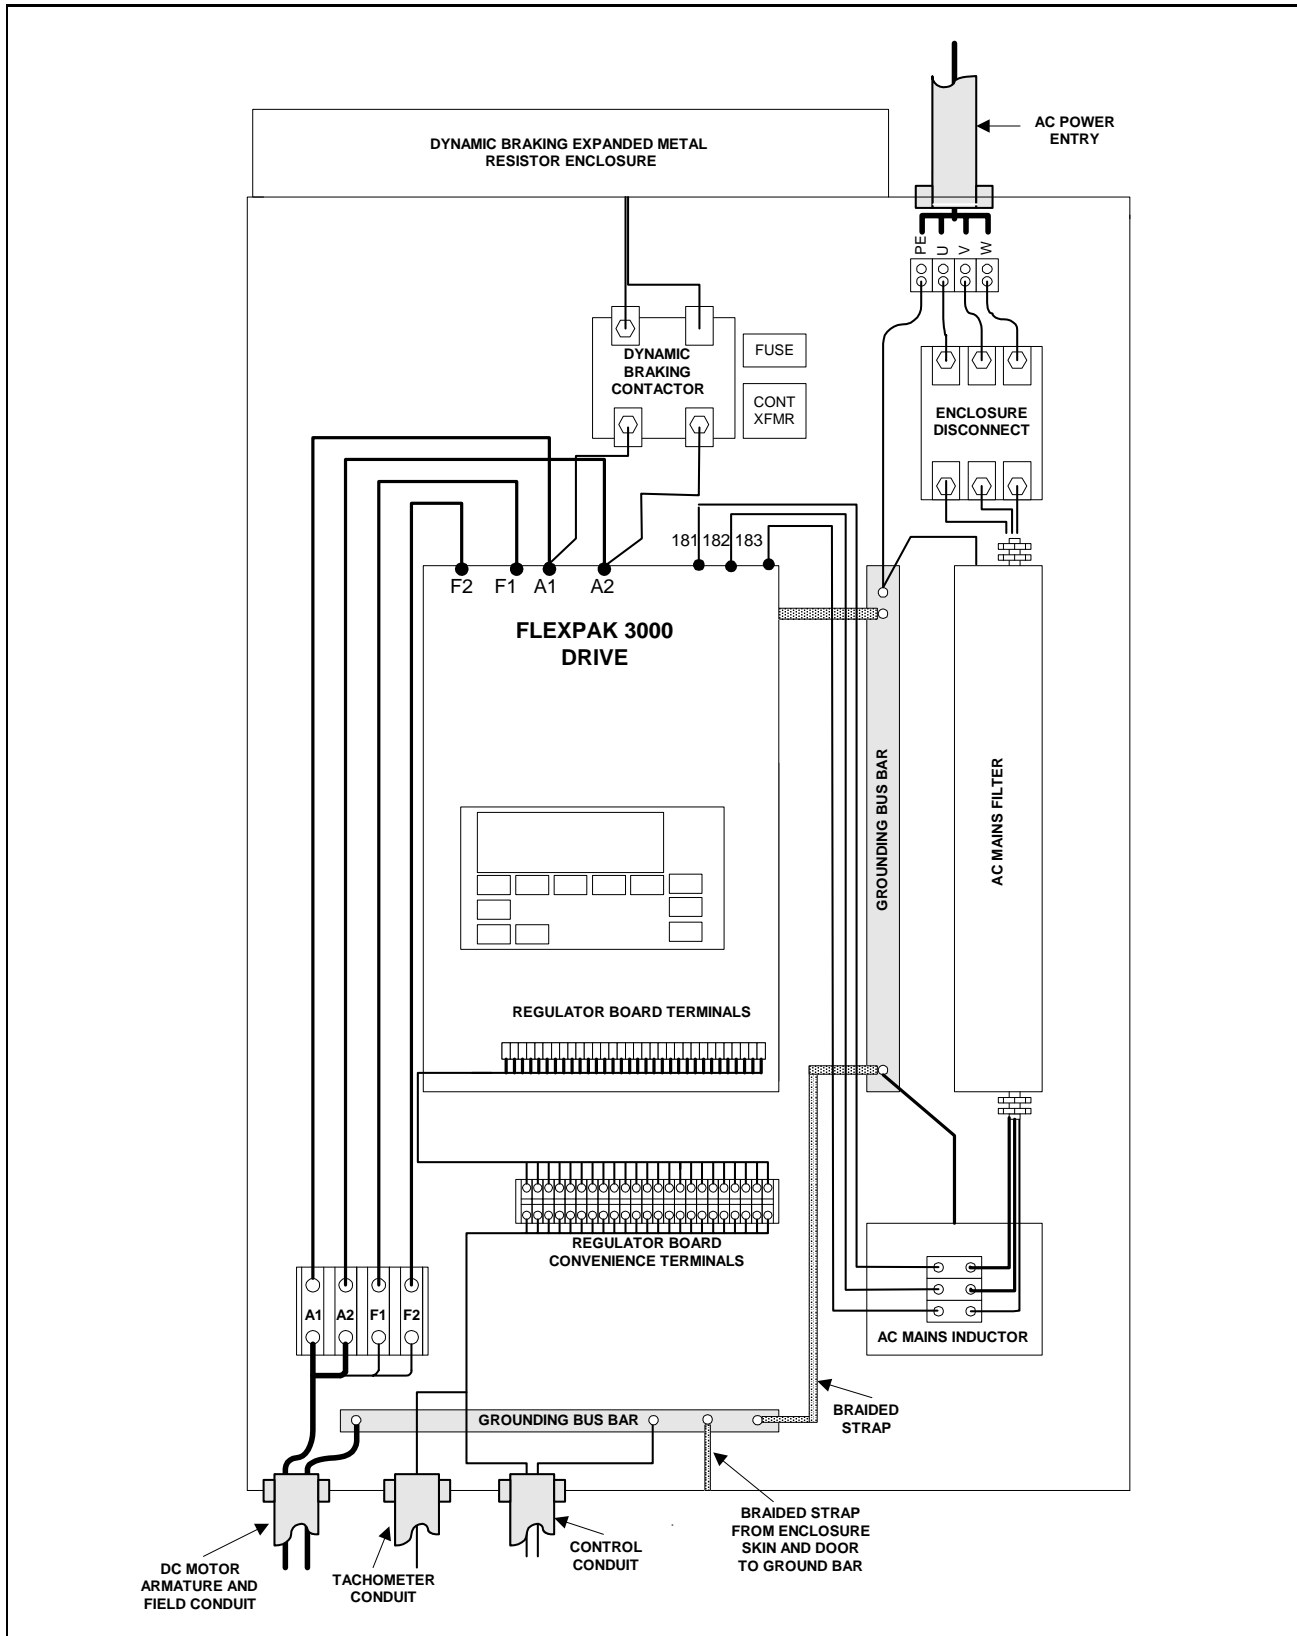 AC POWER
ENTRY
DYNAMIC BRAKING EXPANDED METAL
RESISTOR ENCLOSURE
PE
U
V
W
FUSE
DYNAMIC
BRAKING
CONTACTOR
CONT
XFMR
ENCLOSURE
DISCONNECT
181 182 183
F2 F1 A1 A2
FLEXPAK 3000
DRIVE
GROUNDING BUS BAR
AC MAINS FILTER
REGULATOR BOARD TERMINALS
REGULATOR BOARD
CONVENIENCE TERMINALS
A1 A2 F1 F2
AC MAINS INDUCTOR
BRAIDED
STRAP
GROUNDING BUS BAR
BRAIDED STRAP
FROM ENCLOSURE
SKIN AND DOOR
TO GROUND BAR
CONTROL
CONDUIT
TACHOMETER
CONDUIT
DC MOTOR
ARMATURE AND
FIELD CONDUIT